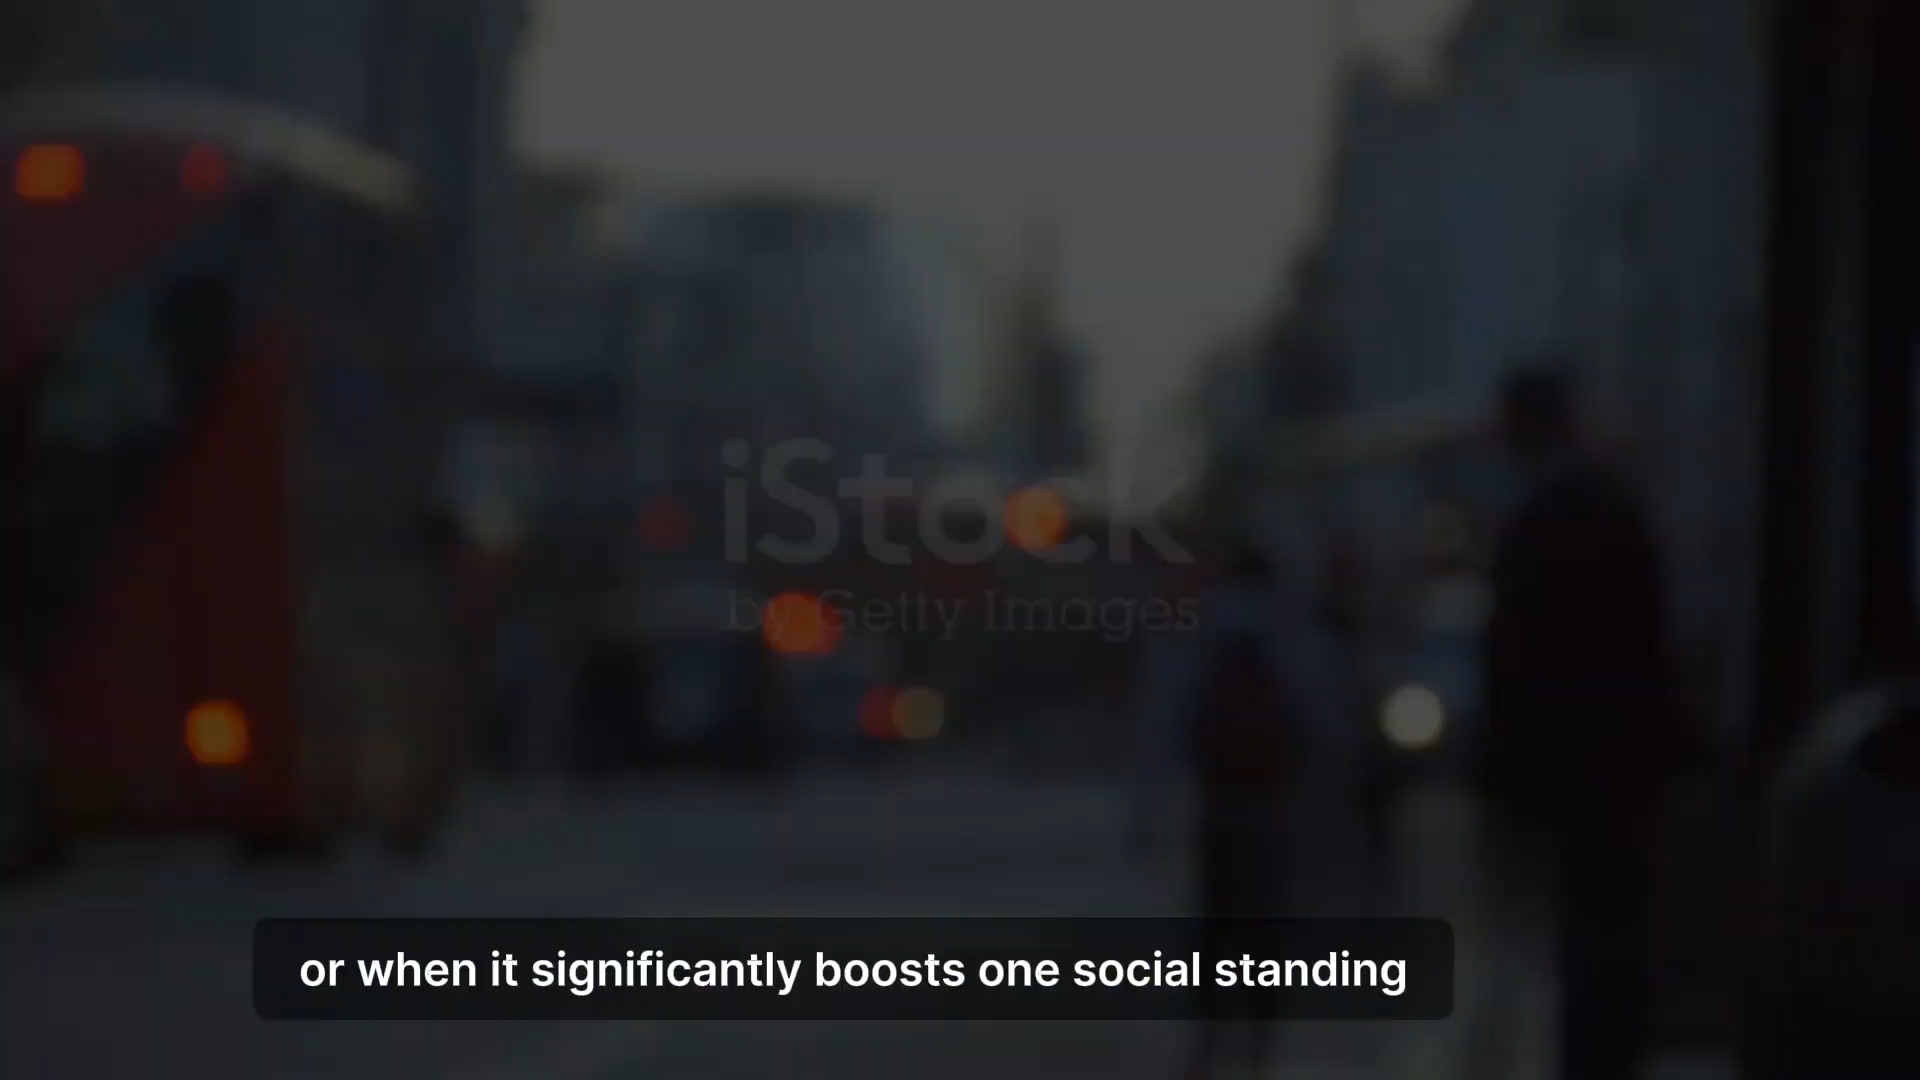 iStock
by Getty Images
or when it significantly boosts one social standing